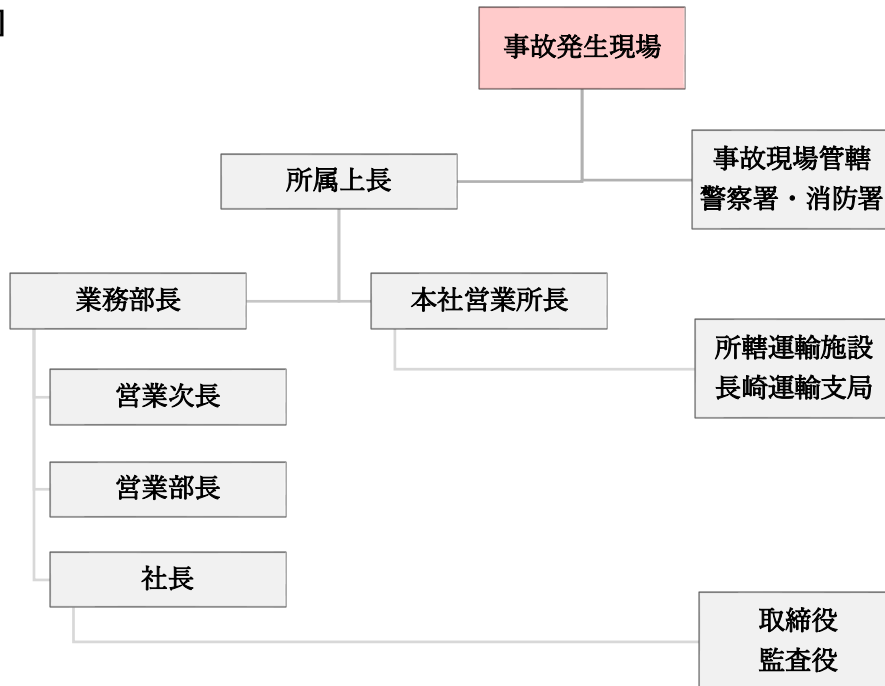 事故発生現場
事故現場管轄
警察署・消防署
所属上長
業務部長
本社営業所長
所轄運輸施設
長崎運輸支局
営業次長
営業部長
社長
取締役
監査役